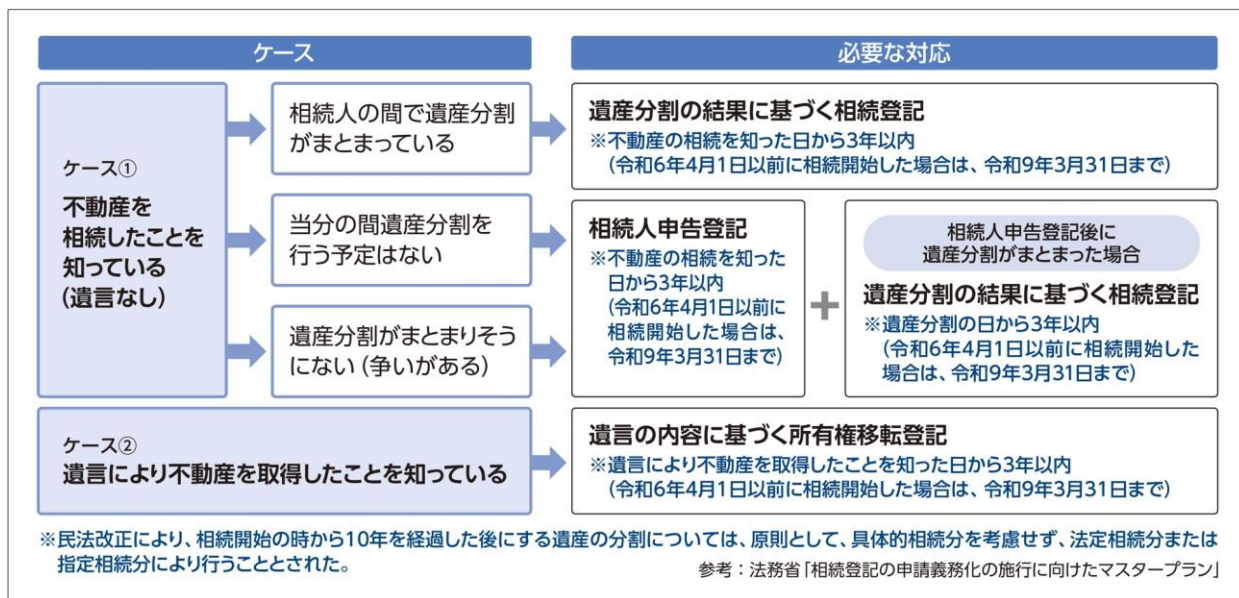 ケース
必要な対応
ケース①
不動産を
相続したことを
知っている
(遺言なし)
相続人の間で遺産分割
がまとまっている
遺産分割の結果に基づく相続登記
※不動産の相続を知った日から3年以内
(令和6年4月1日以前に相続開始した場合は、令和9年3月31日まで)
当分の間遺産分割を
行う予定はない
遺産分割がまとまりそう
にない(争いがある)
相続人申告登記
※不動産の相続を知った
日から3年以内
(令和6年4月1日以前に
相続開始した場合は、
令和9年3月31日まで)
+
相続人申告登記後に
遺産分割がまとまった場合
遺産分割の結果に基づく相続登記
※遺産分割の日から3年以内
(令和6年4月1日以前に相続開始した
場合は、令和9年3月31日まで)
ケース②
遺言により不動産を取得したことを知っている
遺言の内容に基づく所有権移転登記
※遺言により不動産を取得したことを知った日から3年以内
(令和6年4月1日以前に相続開始した場合は、令和9年3月31日まで)
※民法改正により、相続開始の時から10年を経過した後にする遺産の分割については、原則として、具体的相続分を考慮せず、法定相続分または
指定相続分により行うこととされた。
参考：法務省「相続登記の申請義務化の施行に向けたマスタープラン」